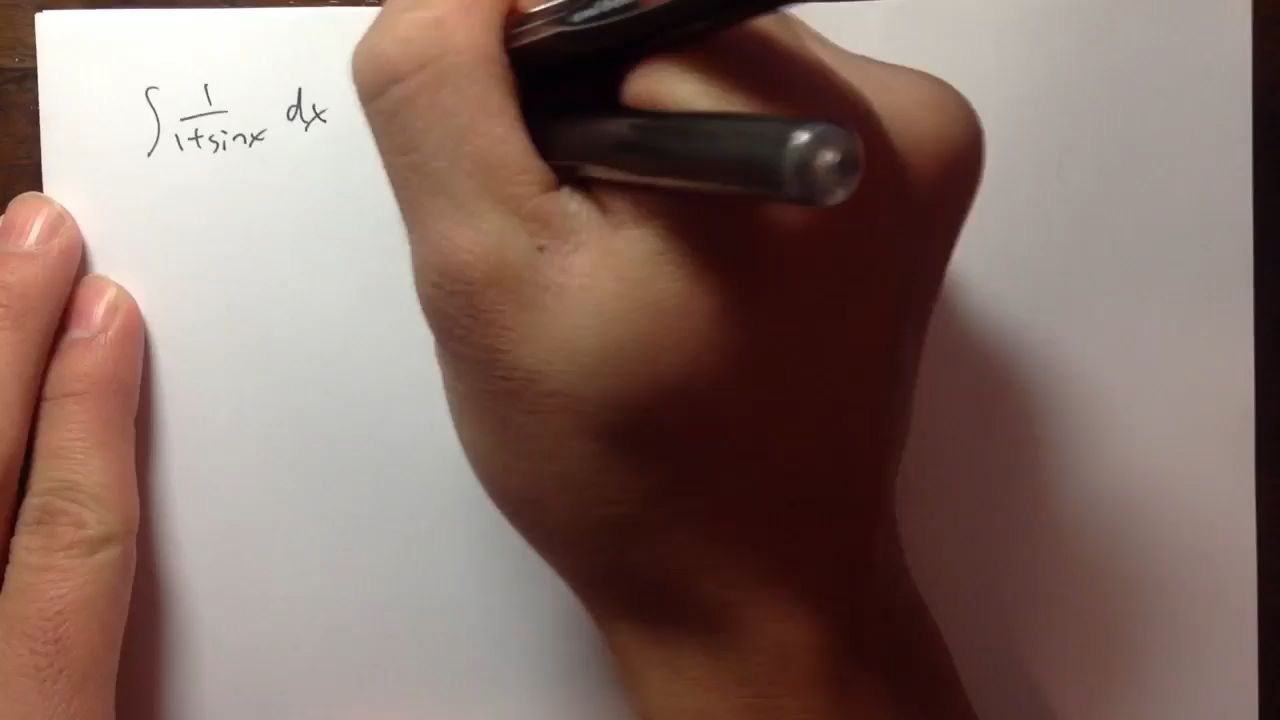 ∫ 1/(1+sinx) dx